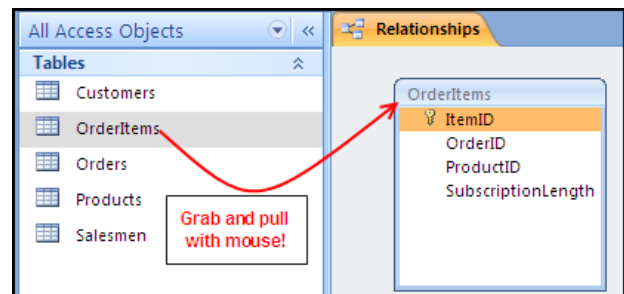 All Access Objects
Tables
Customers
OrderItems
Orders
Products
Salesmen
Grab and pull
with mouse!
Relationships
OrderItems
ItemID
OrderID
ProductID
SubscriptionLength